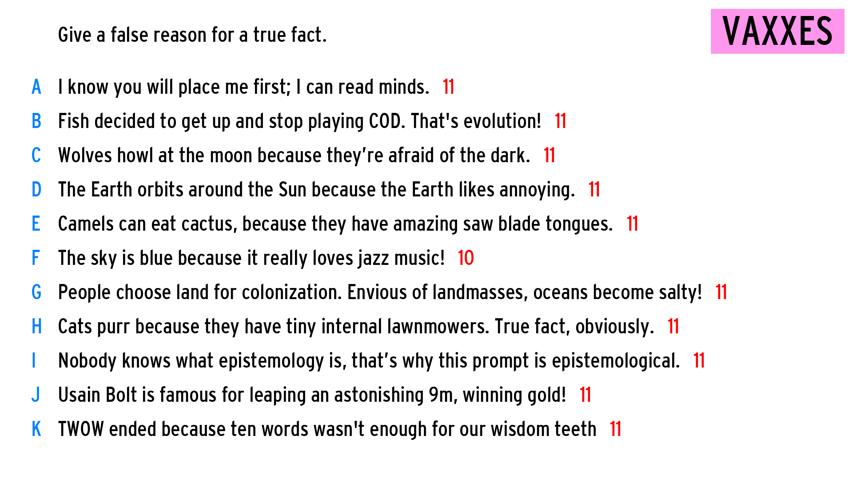 Give a false reason for a true fact.
VAXXES
A I know you will place me first; I can read minds. 11
B Fish decided to get up and stop playing COD. That's evolution! 11
C Wolves howl at the moon because they’re afraid of the dark. 11
D The Earth orbits around the Sun because the Earth likes annoying. 11
E Camels can eat cactus, because they have amazing saw blade tongues. 11
F The sky is blue because it really loves jazz music! 10
G People choose land for colonization. Envious of landmasses, oceans become salty! 11
H Cats purr because they have tiny internal lawnmowers. True fact, obviously. 11
I Nobody knows what epistemology is, that’s why this prompt is epistemological. 11
J Usain Bolt is famous for leaping an astonishing 9m, winning gold! 11
K TWOW ended because ten words wasn't enough for our wisdom teeth 11